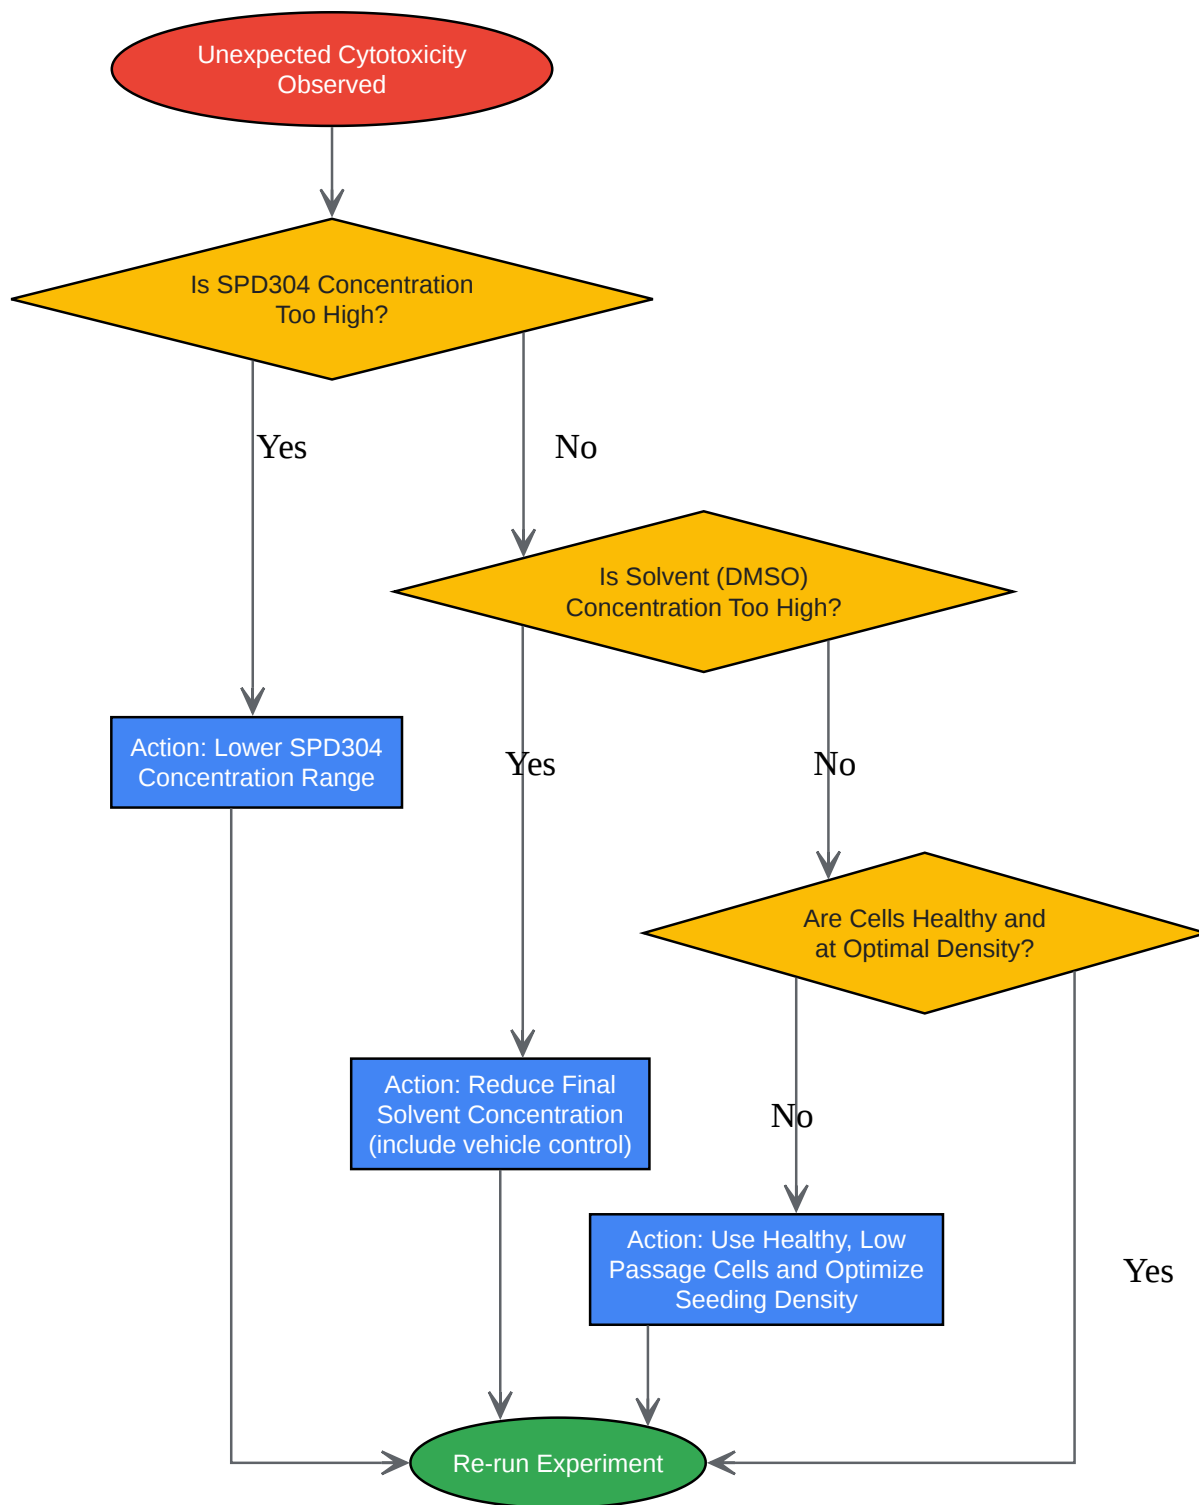 Unexpected Cytotoxicity
Observed
Is SPD304 Concentration
Too High?
Yes
No
Is Solvent (DMSO)
Concentration Too High?
Action: Lower SPD304
Concentration Range
Yes
No
Are Cells Healthy and
at Optimal Density?
Action: Reduce Final
Solvent Concentration
(include vehicle control)
No
Action: Use Healthy, Low
Passage Cells and Optimize
Seeding Density
Yes
Re-run Experiment